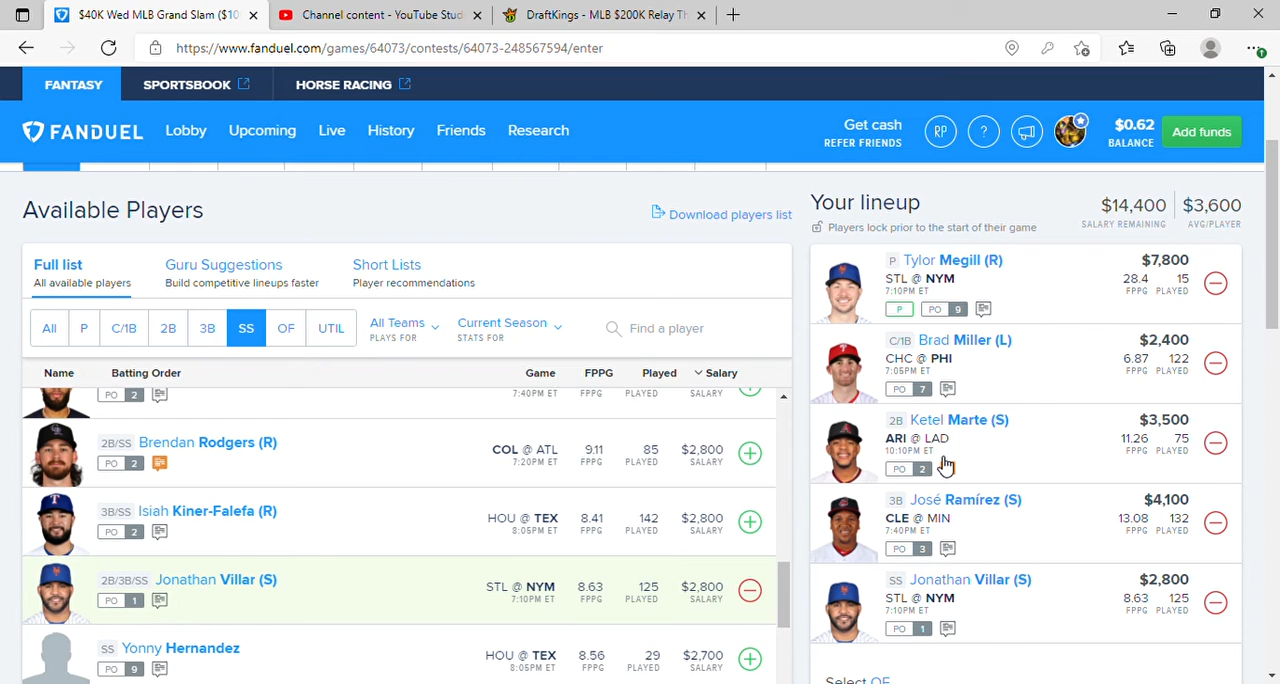 $40K Wed MLB Grand Slam ($10
Channel content - YouTube Stud
DraftKings - MLB $200K Relay Th
https://www.fanduel.com/games/64073/contests/64073-248567594/enter
FANTASY
SPORTSBOOK
HORSE RACING
FANDUEL
Lobby
Upcoming
Live
History
Friends
Research
Get cash
REFER FRIENDS
RP
?
$0.62
BALANCE
Add funds
Available Players
Download players list
Full list
All available players
Guru Suggestions
Build competitive lineups faster
Short Lists
Player recommendations
All
P
C/1B
2B
3B
SS
OF
UTIL
All Teams
PLAYS FOR
Current Season
STATS FOR
Find a player
Name
Batting Order
Game
FPPG
Played
Salary
PO 2
7:40PM ET
FPPG
PLAYED
SALARY
2B/SS Brendan Rodgers (R)
PO 2
COL @ ATL
7:20PM ET
9.11
FPPG
85
PLAYED
$2,800
SALARY
3B/SS Isiah Kiner-Falefa (R)
PO 2
HOU @ TEX
8:05PM ET
8.41
FPPG
142
PLAYED
$2,800
SALARY
2B/3B/SS Jonathan Villar (S)
PO 1
STL @ NYM
7:10PM ET
8.63
FPPG
125
PLAYED
$2,800
SALARY
SS Yonny Hernandez
PO 9
HOU @ TEX
8:05PM ET
8.56
FPPG
29
PLAYED
$2,700
SALARY
Your lineup
Players lock prior to the start of their game
$14,400
SALARY REMAINING
$3,600
AVG/PLAYER
P Tylor Megill (R)
STL @ NYM
7:10PM ET
P
PO 9
$7,800
28.4
FPPG
15
PLAYED
C/1B Brad Miller (L)
CHC @ PHI
7:05PM ET
PO 7
$2,400
6.87
FPPG
122
PLAYED
2B Ketel Marte (S)
ARI @ LAD
10:10PM ET
PO 2
$3,500
11.26
FPPG
75
PLAYED
3B José Ramírez (S)
CLE @ MIN
7:40PM ET
PO 3
$4,100
13.08
FPPG
132
PLAYED
SS Jonathan Villar (S)
STL @ NYM
7:10PM ET
PO 1
$2,800
8.63
FPPG
125
PLAYED
Select OF